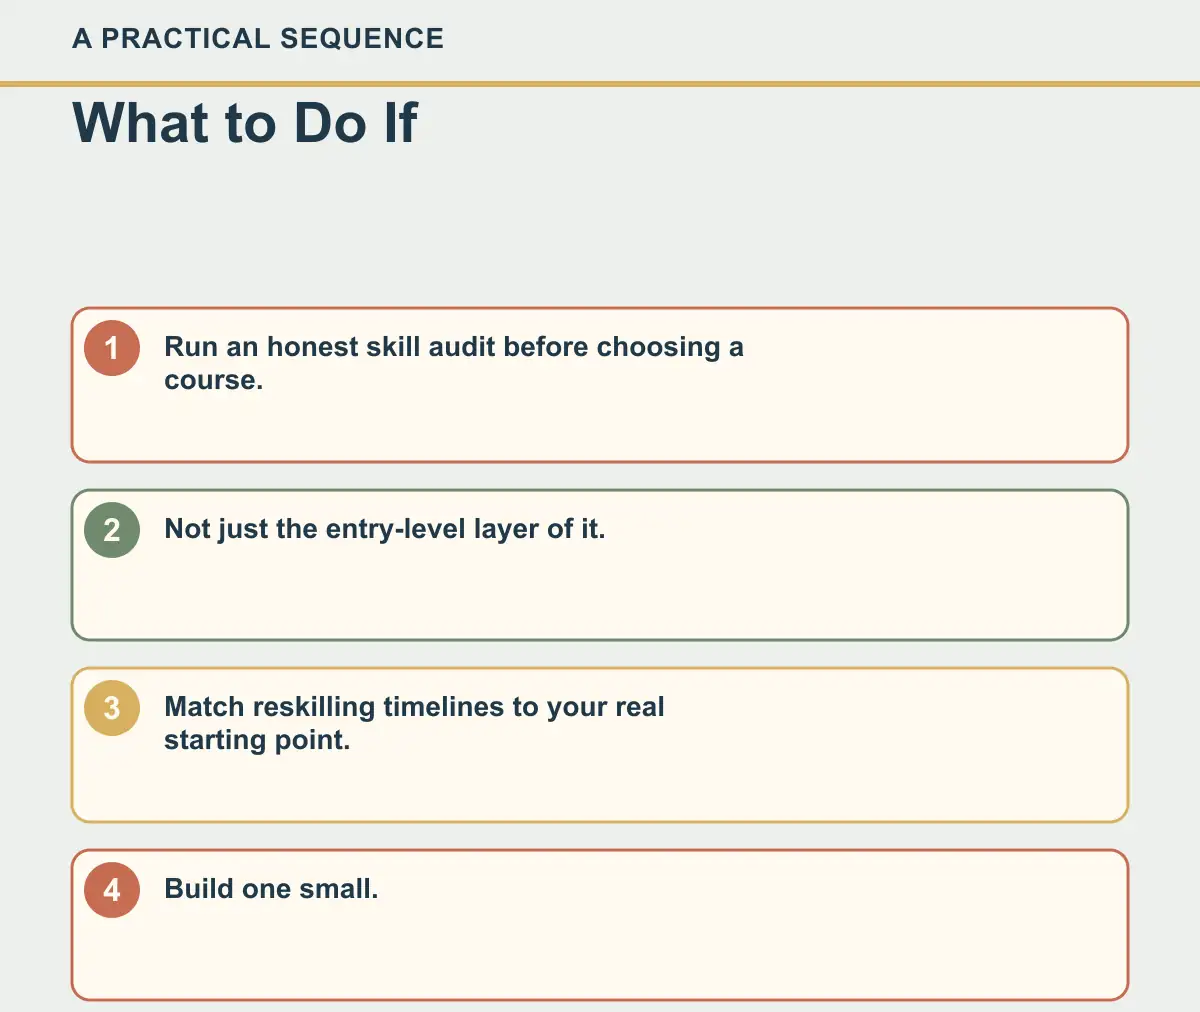 A PRACTICAL SEQUENCE
What to Do If
1
Run an honest skill audit before choosing a
course.
2
Not just the entry-level layer of it.
3
Match reskilling timelines to your real
starting point.
4
Build one small.